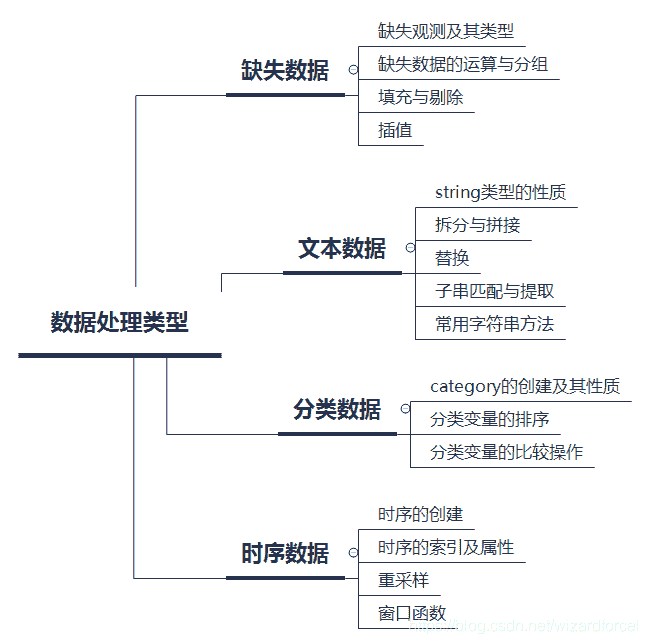 数据处理类型
缺失数据
缺失观测及其类型
缺失数据的运算与分组
填充与剔除
插值
文本数据
string类型的性质
拆分与拼接
替换
子串匹配与提取
常用字符串方法
分类数据
category的创建及其性质
分类变量的排序
分类变量的比较操作
时序数据
时序的创建
时序的索引及属性
重采样
窗口函数
https://blog.csdn.net/wizardforcel